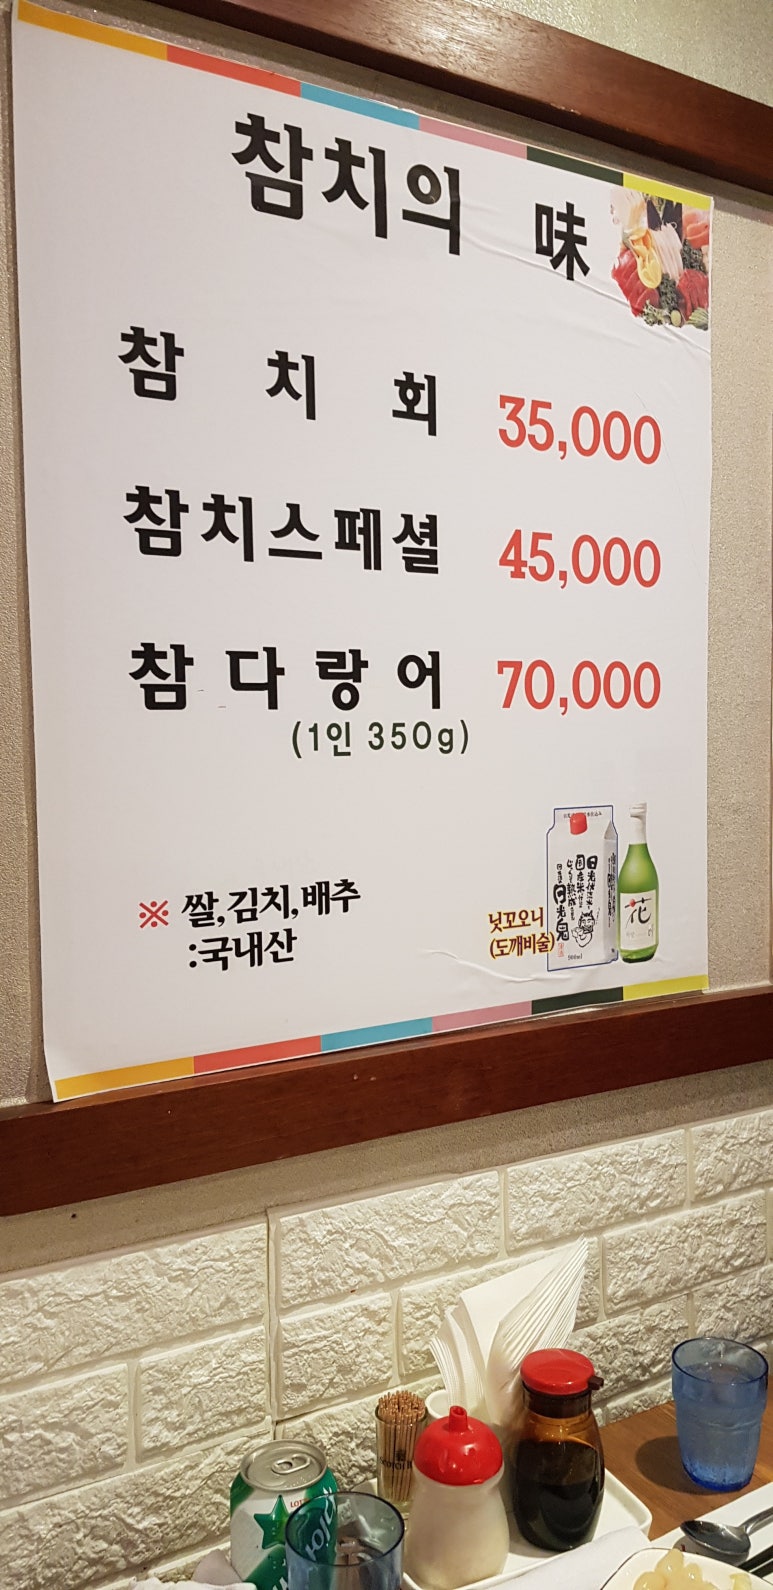 참치의 味
참치회 35,000
참치스페셜 45,000
참다랑어 70,000
(1인 350g)
※ 쌀,김치,배추
:국내산
닛꼬오니
(도깨비술)
花
900ml
LOTTE